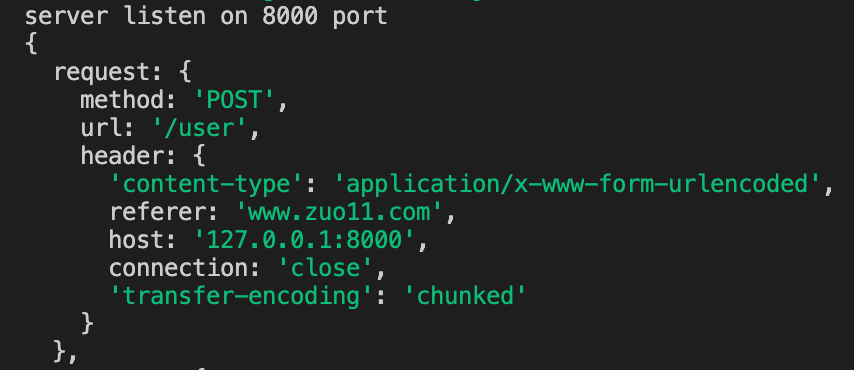 server listen on 8000 port
{
  request: {
    method: 'POST',
    url: '/user',
    header: {
      'content-type': 'application/x-www-form-urlencoded',
      referer: 'www.zuo11.com',
      host: '127.0.0.1:8000',
      connection: 'close',
      'transfer-encoding': 'chunked'
    }
  },